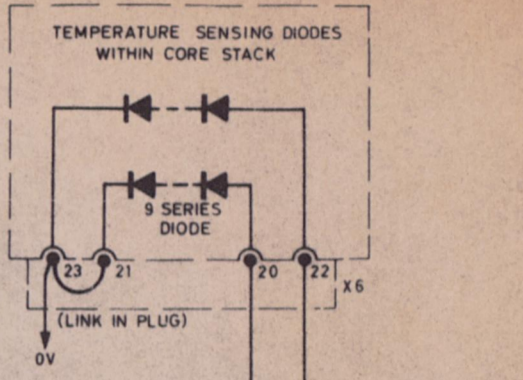 TEMPERATURE SENSING DIODES
WITHIN CORE STACK
9 SERIES
DIODE
23 21 20 22
X6
(LINK IN PLUG)
0V